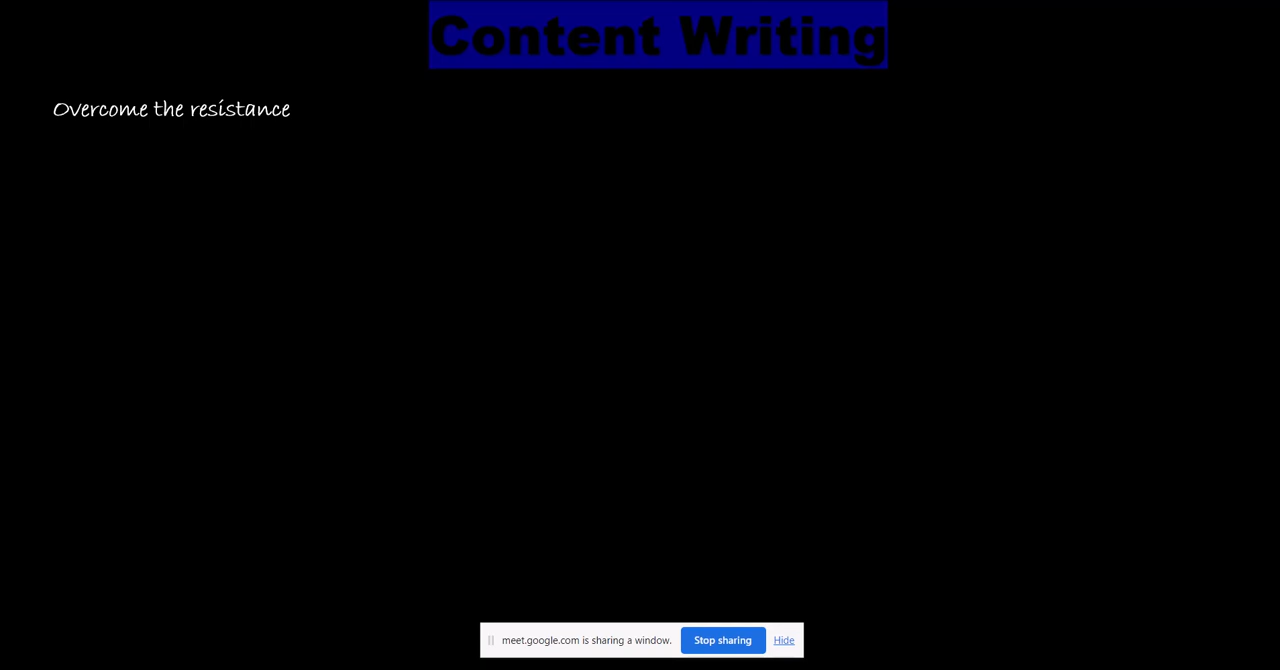 Content Writing
Overcome the resistance
meet.google.com is sharing a window. Stop sharing Hide